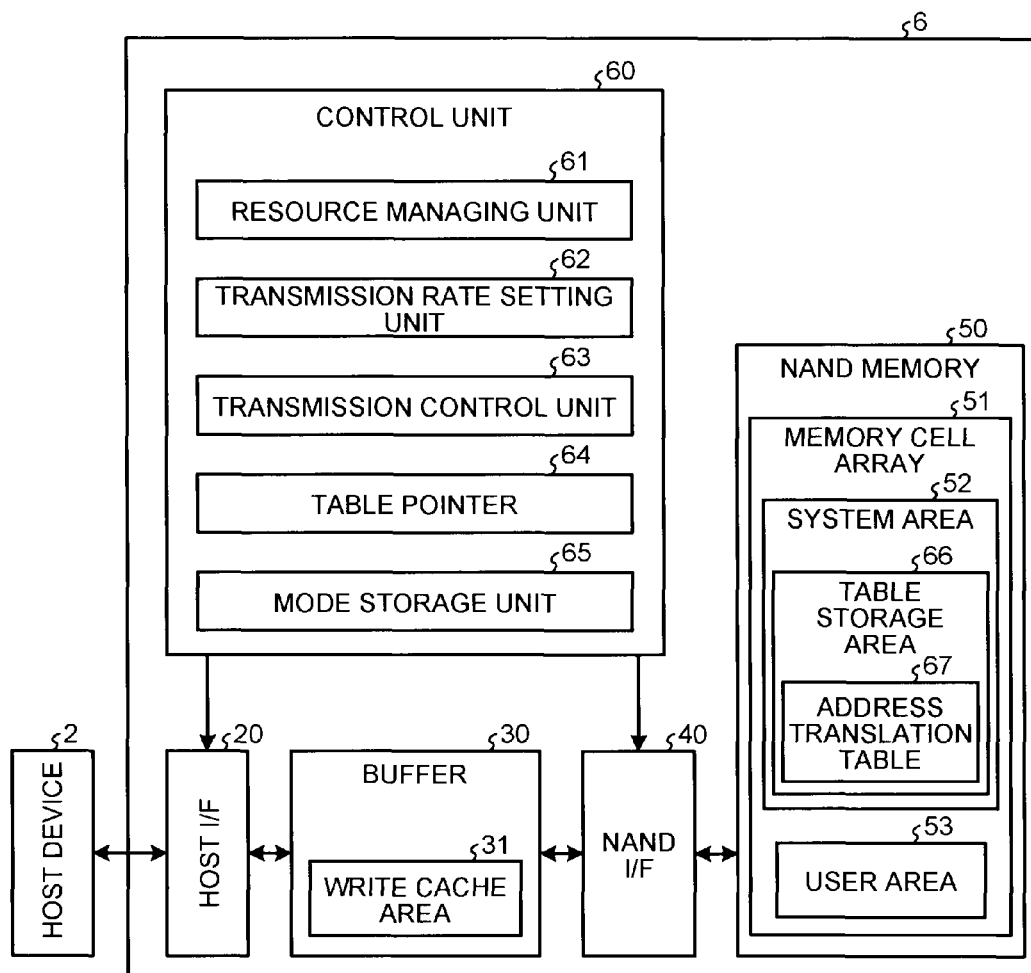 6
60
CONTROL UNIT
61
RESOURCE MANAGING UNIT
62
TRANSMISSION RATE SETTING
UNIT
63
TRANSMISSION CONTROL UNIT
64
TABLE POINTER
65
MODE STORAGE UNIT
50
NAND MEMORY
51
MEMORY CELL
ARRAY
52
SYSTEM AREA
66
TABLE
STORAGE
AREA
67
ADDRESS
TRANSLATION
TABLE
53
USER AREA
2
HOST DEVICE
20
HOST I/F
30
BUFFER
31
WRITE CACHE
AREA
40
NAND
I/F